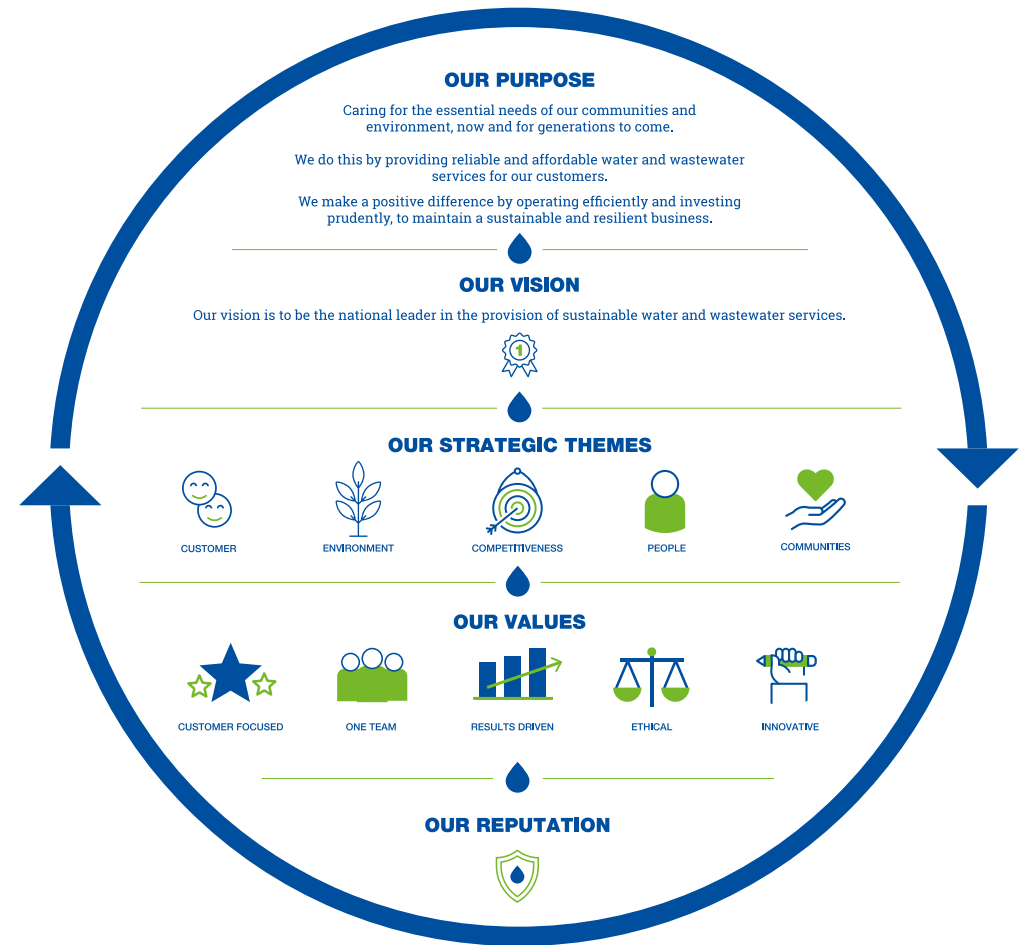 OUR PURPOSE
Caring for the essential needs of our communities and
environment, now and for generations to come.
We do this by providing reliable and affordable water and wastewater
services for our customers.
We make a positive difference by operating efficiently and investing
prudently, to maintain a sustainable and resilient business.
OUR VISION
Our vision is to be the national leader in the provision of sustainable water and wastewater services.
1
OUR STRATEGIC THEMES
CUSTOMER
ENVIRONMENT
COMPETITIVENESS
PEOPLE
COMMUNITIES
OUR VALUES
CUSTOMER FOCUSED
ONE TEAM
RESULTS DRIVEN
ETHICAL
INNOVATIVE
OUR REPUTATION